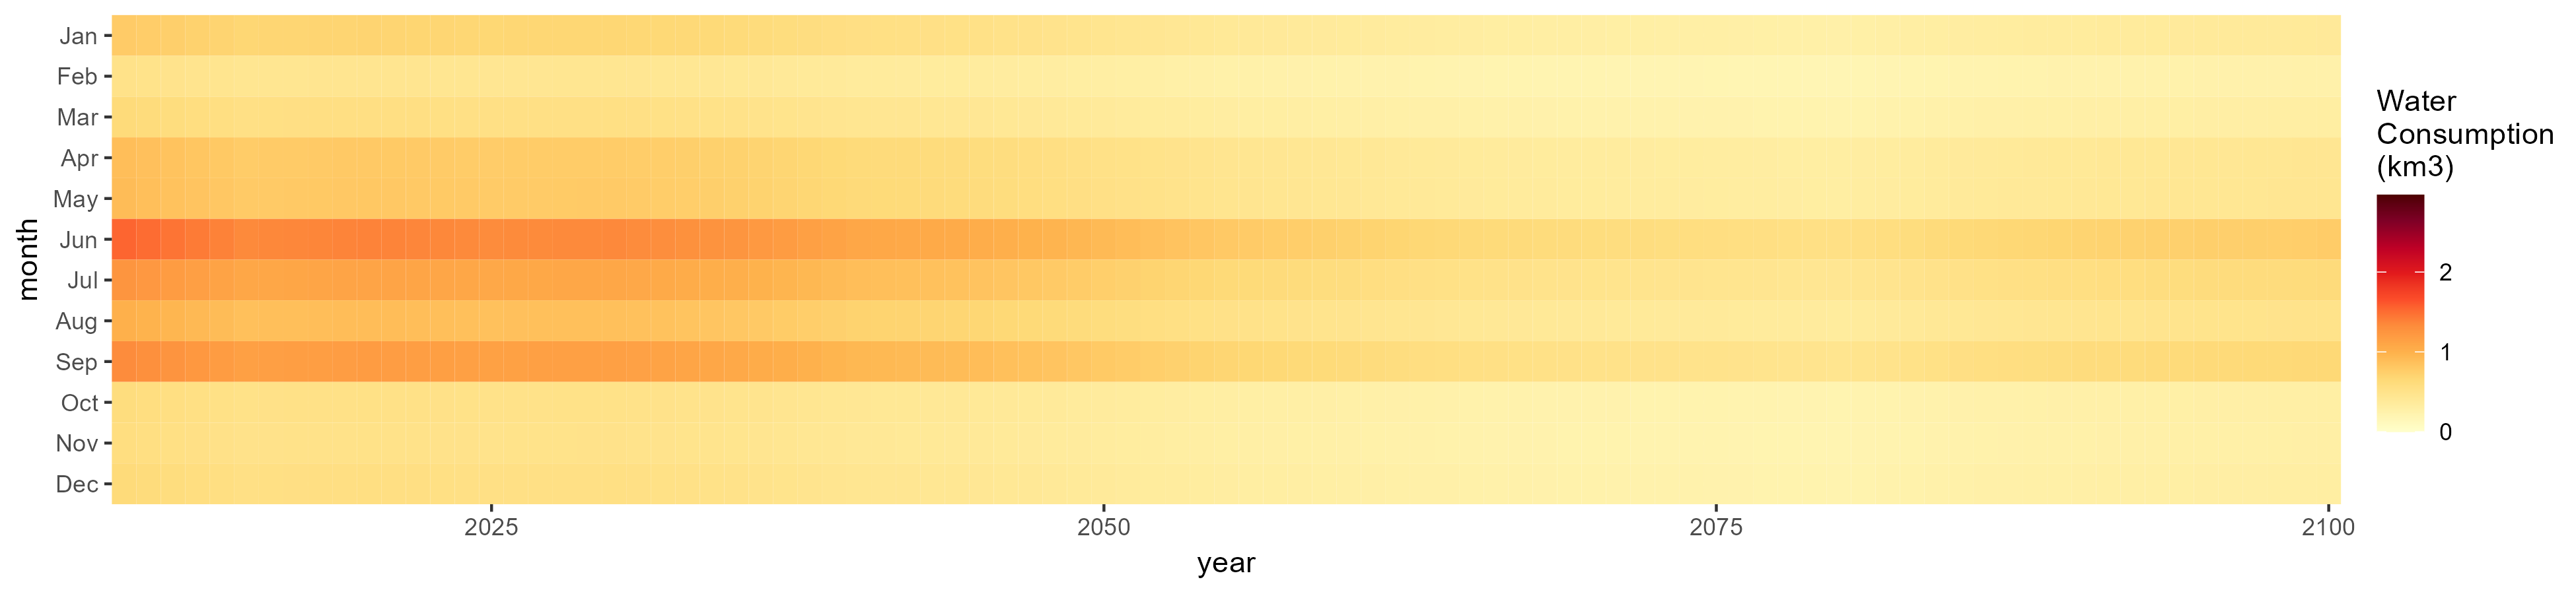 month
Jan
Feb
Mar
Apr
May
Jun
Jul
Aug
Sep
Oct
Nov
Dec
2025
2050
2075
2100
year
Water
Consumption
(km3)
2
1
0